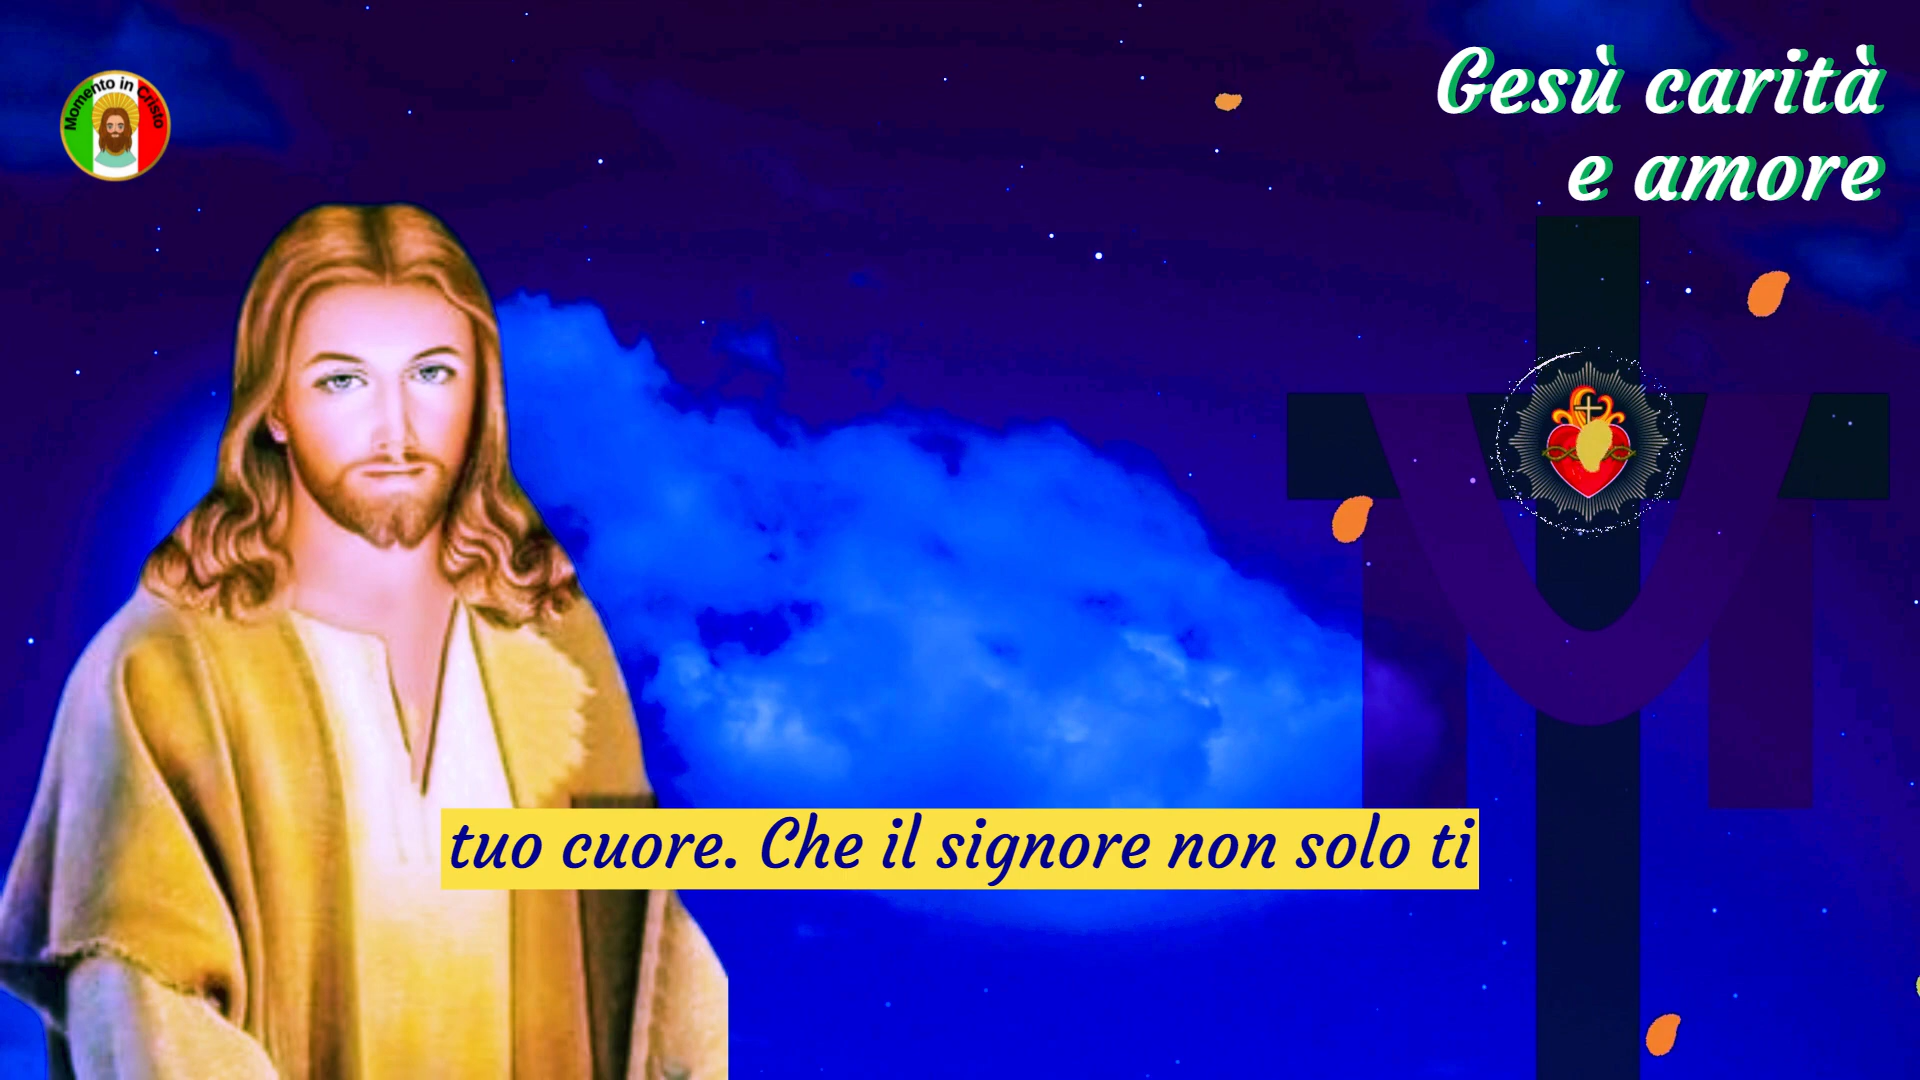 Momento in Cristo
Gesù carità
e amore
tuo cuore. Che il signore non solo ti